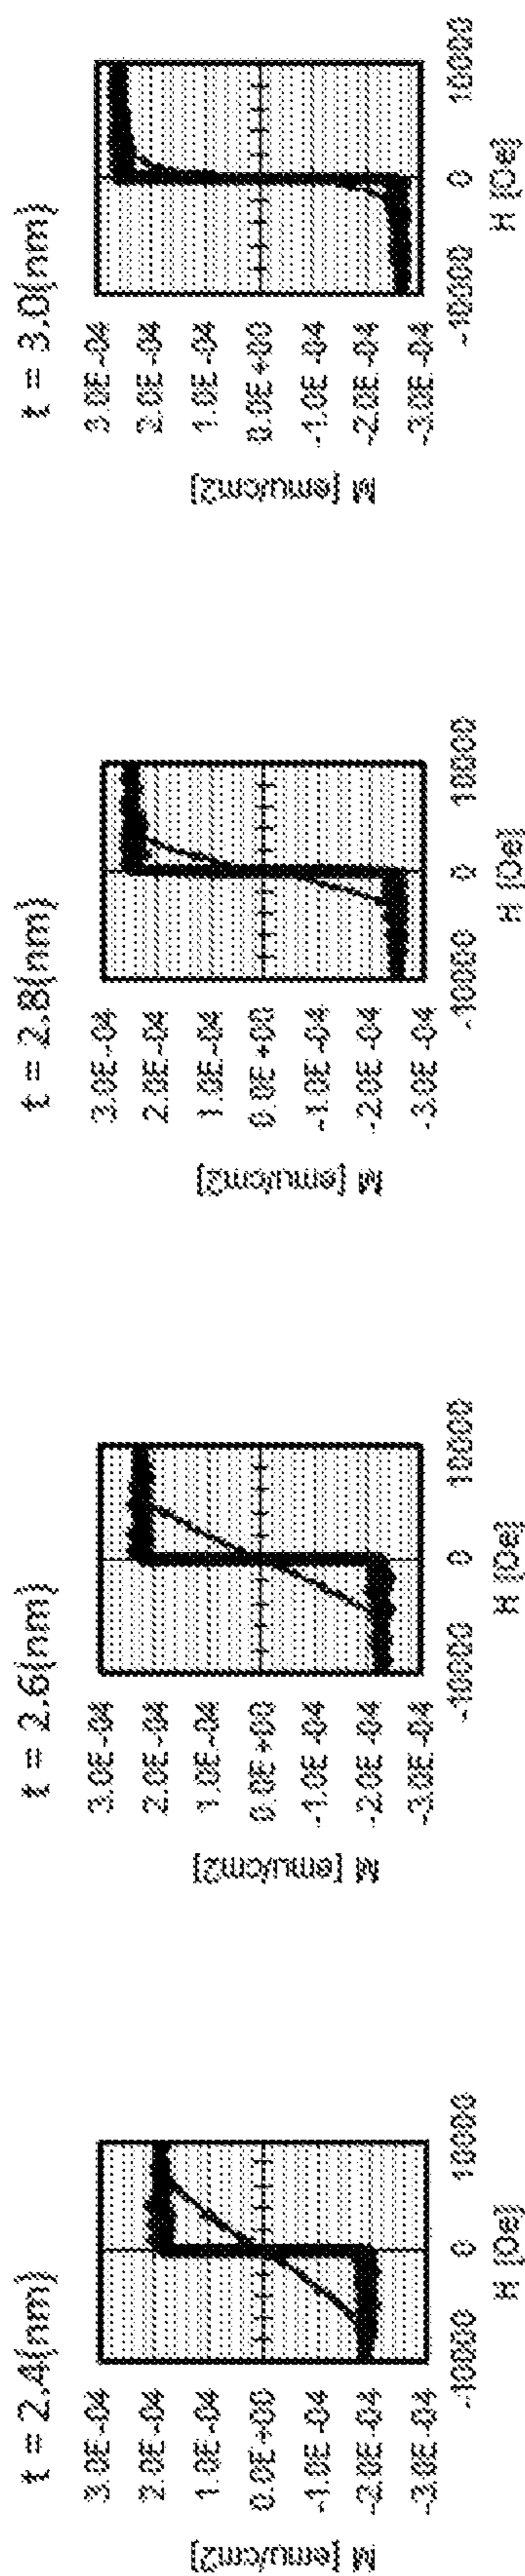 t = 2.4[nm]
M [emu/cm2]
3.0E -04
2.0E -04
1.0E -04
0.0E+00
-1.0E -04
-2.0E -04
-3.0E -04
-10000 0 10000
H [Oe]
t = 2.6[nm]
M [emu/cm2]
3.0E -04
2.0E -04
1.0E -04
0.0E +00
-1.0E -04
-2.0E -04
-3.0E -04
-10000 0 10000
H [Oe]
t = 2.8[nm]
M [emu/cm2]
3.0E -04
2.0E -04
1.0E -04
0.0E +00
-1.0E -04
-2.0E -04
-3.0E -04
-10000 0 10000
H [Oe]
t = 3.0[nm]
M [emu/cm2]
3.0E -04
2.0E -04
1.0E -04
0.0E +00
-1.0E -04
-2.0E -04
-3.0E -04
-10000 0 10000
H [Oe]